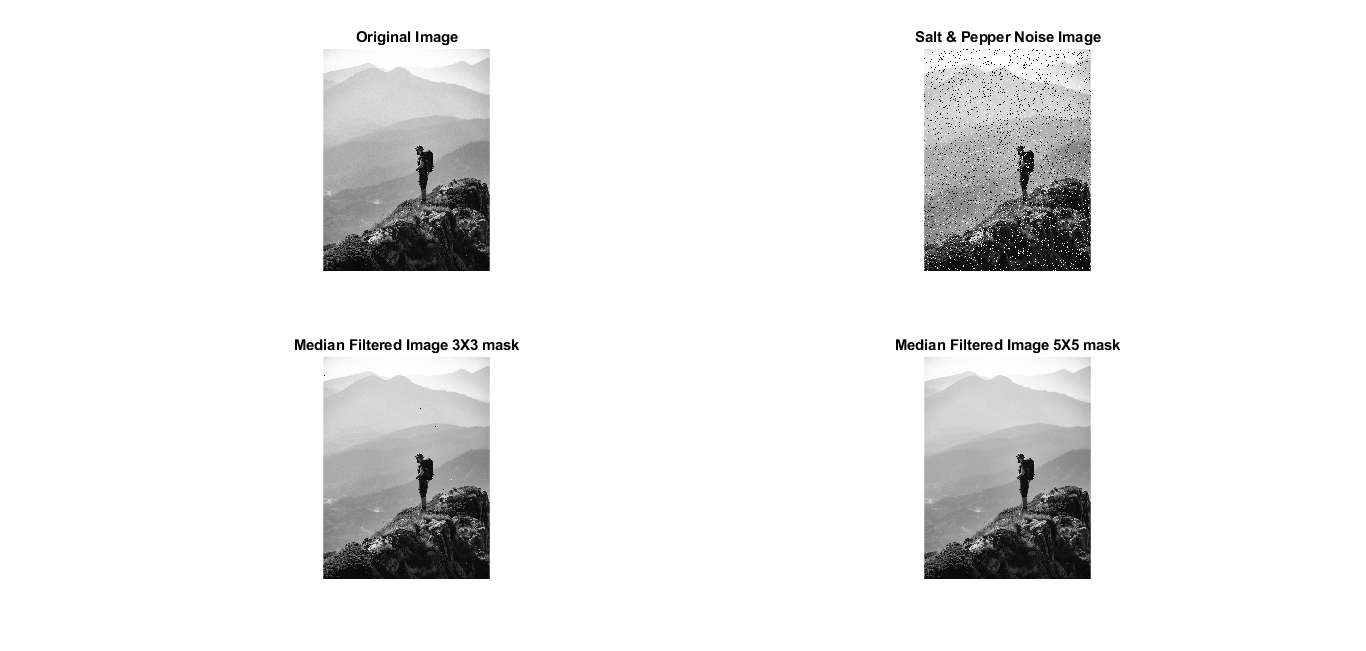 Original Image
Salt & Pepper Noise Image
Median Filtered Image 3X3 mask
Median Filtered Image 5X5 mask